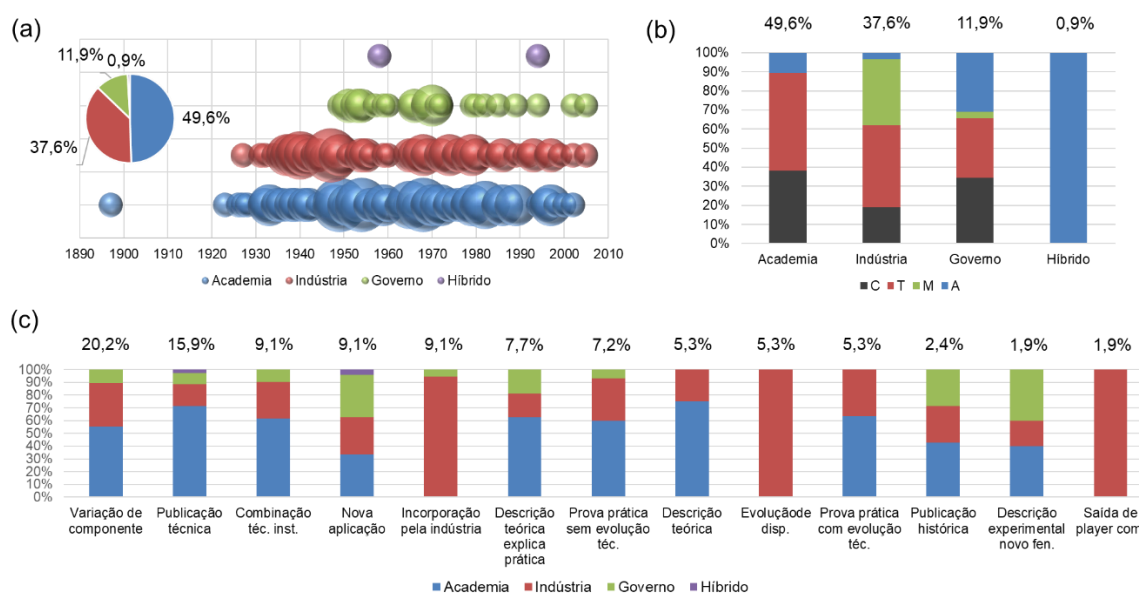 (a)
11,9%
0,9%
49,6%
37,6%
1890 1900 1910 1920 1930 1940 1950 1960 1970 1980 1990 2000 2010
Academia Indústria Governo Híbrido
(b)
49,6% 37,6% 11,9% 0,9%
100%
90%
80%
70%
60%
50%
40%
30%
20%
10%
0%
Academia Indústria Governo Híbrido
C T M A
(c)
20,2% 15,9% 9,1% 9,1% 9,1% 7,7% 7,2% 5,3% 5,3% 5,3% 2,4% 1,9% 1,9%
100%
90%
80%
70%
60%
50%
40%
30%
20%
10%
0%
Variação de
componente
Publicação
técnica
Combinação
téc. inst.
Nova
aplicação
Incorporação
pela indústria
Descrição
teórica
explica
prática
Prova prática
sem evolução
téc.
Descrição
teórica
Evoluçãode
disp.
Prova prática
com evolução
téc.
Publicação
histórica
Descrição
experimental
novo fen.
Saída de
player com
Academia Indústria Governo Híbrido